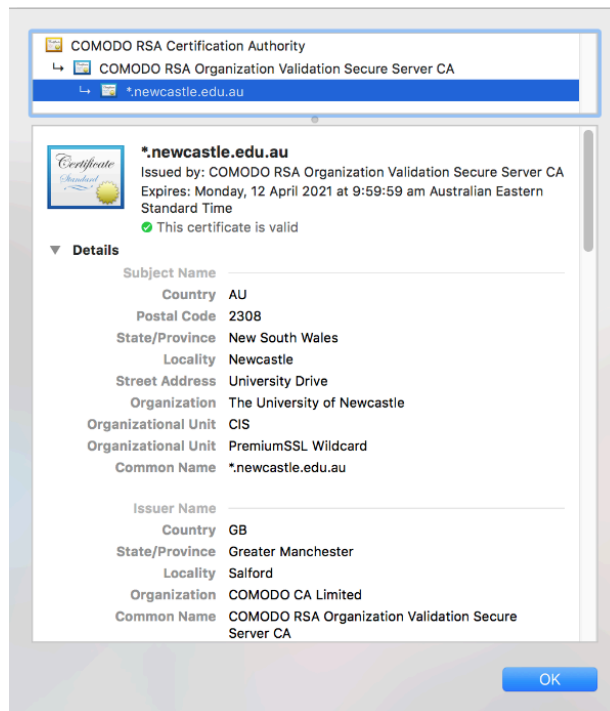 COMODO RSA Certification Authority
↳ COMODO RSA Organization Validation Secure Server CA
↳ *.newcastle.edu.au
Certificate
Standard
*.newcastle.edu.au
Issued by: COMODO RSA Organization Validation Secure Server CA
Expires: Monday, 12 April 2021 at 9:59:59 am Australian Eastern
Standard Time
This certificate is valid
Details
Subject Name
Country AU
Postal Code 2308
State/Province New South Wales
Locality Newcastle
Street Address University Drive
Organization The University of Newcastle
Organizational Unit CIS
Organizational Unit PremiumSSL Wildcard
Common Name *.newcastle.edu.au
Issuer Name
Country GB
State/Province Greater Manchester
Locality Salford
Organization COMODO CA Limited
Common Name COMODO RSA Organization Validation Secure
Server CA
OK